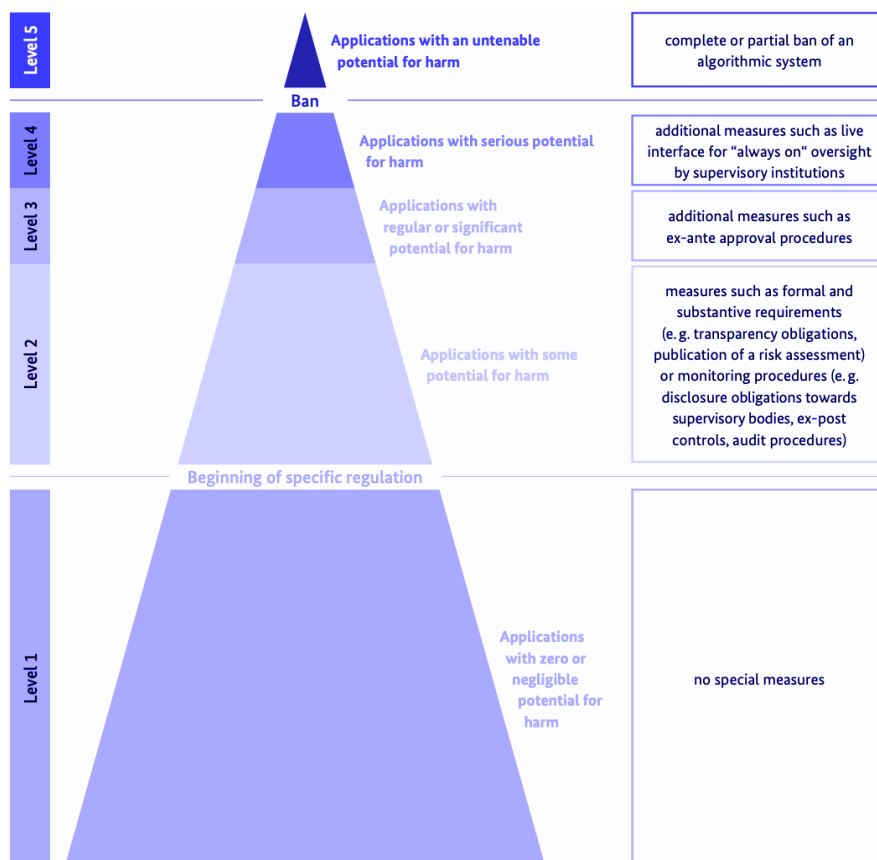 Level 5
Applications with an untenable
potential for harm
complete or partial ban of an
algorithmic system
Ban
Level 4
Applications with serious potential
for harm
additional measures such as live
interface for “always on“ oversight
by supervisory institutions
Level 3
Applications with
regular or significant
potential for harm
additional measures such as
ex-ante approval procedures
Level 2
Applications with some
potential for harm
measures such as formal and
substantive requirements
(e. g. transparency obligations,
publication of a risk assessment)
or monitoring procedures (e. g.
disclosure obligations towards
supervisory bodies, ex-post
controls, audit procedures)
Beginning of specific regulation
Level 1
Applications
with zero or
negligible
potential for
harm
no special measures